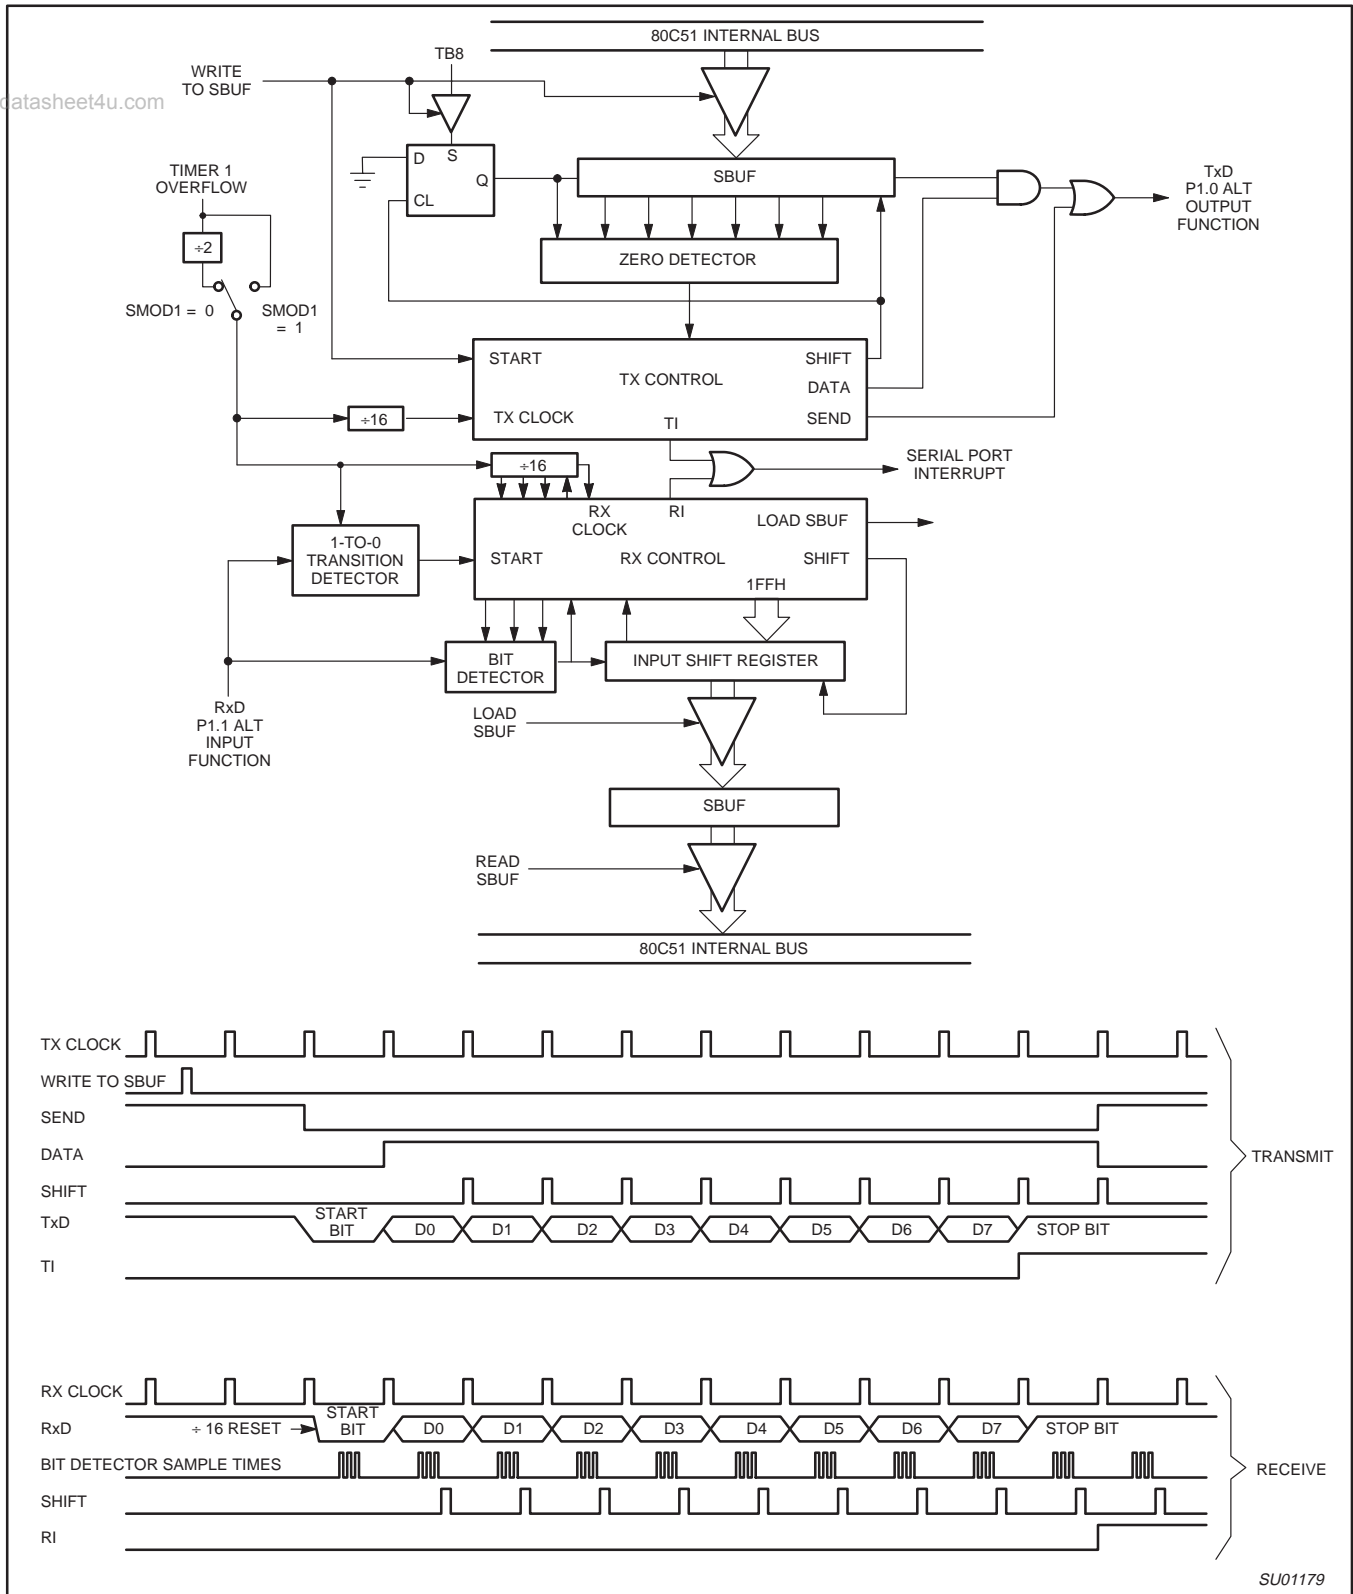 80C51 INTERNAL BUS
TB8
WRITE
TO SBUF
datasheet4u.com
D
S
Q
CL
SBUF
TxD
P1.0 ALT
OUTPUT
FUNCTION
TIMER 1
OVERFLOW
÷2
ZERO DETECTOR
SMOD1 = 0
SMOD1
= 1
START
SHIFT
TX CONTROL
DATA
TX CLOCK
TI
SEND
÷16
SERIAL PORT
INTERRUPT
÷16
RX
CLOCK
RI
LOAD SBUF
1-TO-0
TRANSITION
DETECTOR
START
RX CONTROL
SHIFT
1FFH
BIT
DETECTOR
INPUT SHIFT REGISTER
RxD
P1.1 ALT
INPUT
FUNCTION
LOAD
SBUF
SBUF
READ
SBUF
80C51 INTERNAL BUS
TX CLOCK
WRITE TO SBUF
SEND
DATA
TRANSMIT
SHIFT
TxD
START
BIT
D0 D1 D2 D3 D4 D5 D6 D7 STOP BIT
TI
RX CLOCK
RxD
÷ 16 RESET
START
BIT
D0 D1 D2 D3 D4 D5 D6 D7 STOP BIT
BIT DETECTOR SAMPLE TIMES
RECEIVE
SHIFT
RI
SU01179